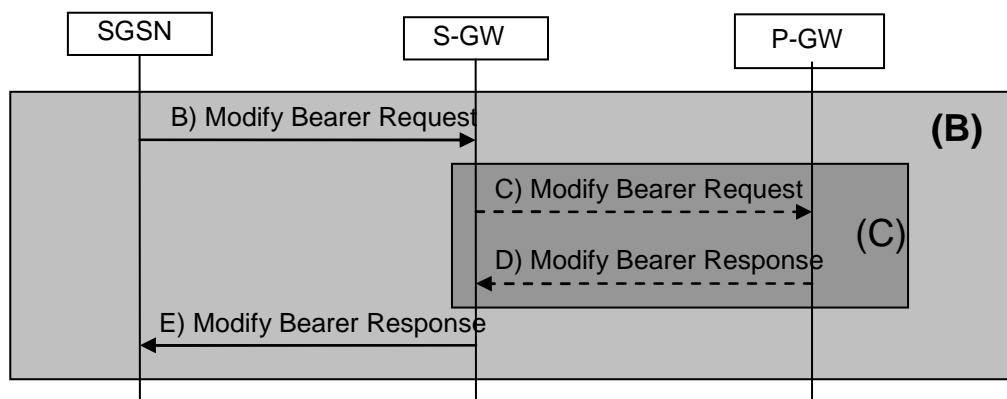 SGSN
S-GW
P-GW
B) Modify Bearer Request
(B)
C) Modify Bearer Request
(C)
D) Modify Bearer Response
E) Modify Bearer Response